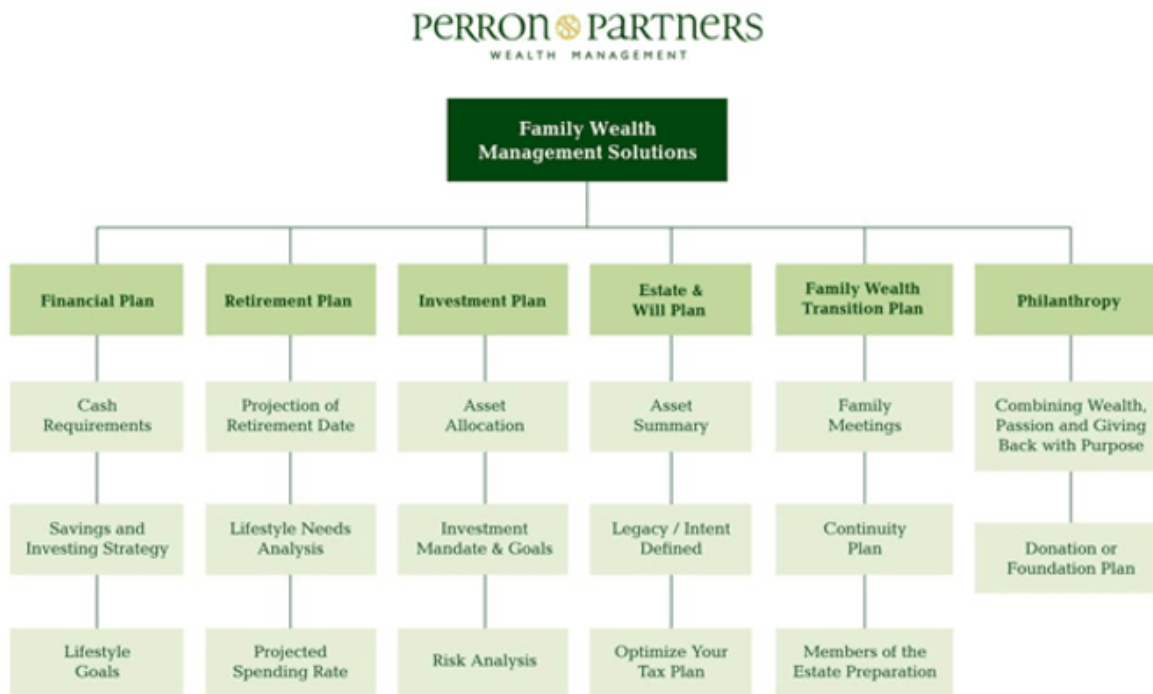 PERRON PARTNERS
WEALTH MANAGEMENT
Family Wealth
Management Solutions
Financial Plan
Cash
Requirements
Savings and
Investing Strategy
Lifestyle
Goals
Retirement Plan
Projection of
Retirement Date
Lifestyle Needs
Analysis
Projected
Spending Rate
Investment Plan
Asset
Allocation
Investment
Mandate & Goals
Risk Analysis
Estate &
Will Plan
Asset
Summary
Legacy / Intent
Defined
Optimize Your
Tax Plan
Family Wealth
Transition Plan
Family
Meetings
Continuity
Plan
Members of the
Estate Preparation
Philanthropy
Combining Wealth,
Passion and Giving
Back with Purpose
Donation or
Foundation Plan